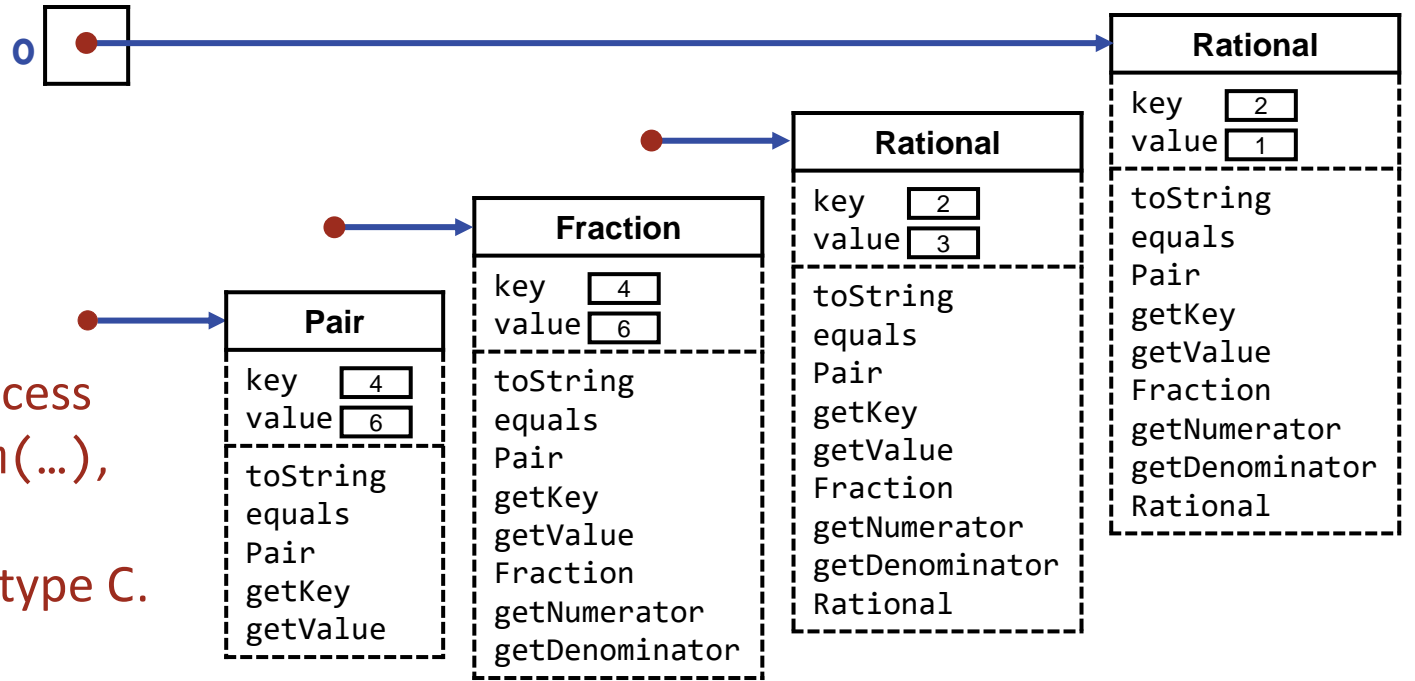 o
Rational
key 2
value 1
toString
equals
Pair
getKey
getValue
Fraction
getNumerator
getDenominator
Rational
Rational
key 2
value 3
toString
equals
Pair
getKey
getValue
Fraction
getNumerator
getDenominator
Rational
Fraction
key 4
value 6
toString
equals
Pair
getKey
getValue
Fraction
getNumerator
getDenominator
Pair
key 4
value 6
toString
equals
Pair
getKey
getValue
cess
(…),
type C.